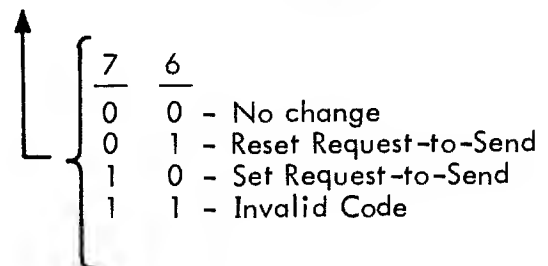 7 6
0 0 - No change
0 1 - Reset Request-to-Send
1 0 - Set Request-to-Send
1 1 - Invalid Code